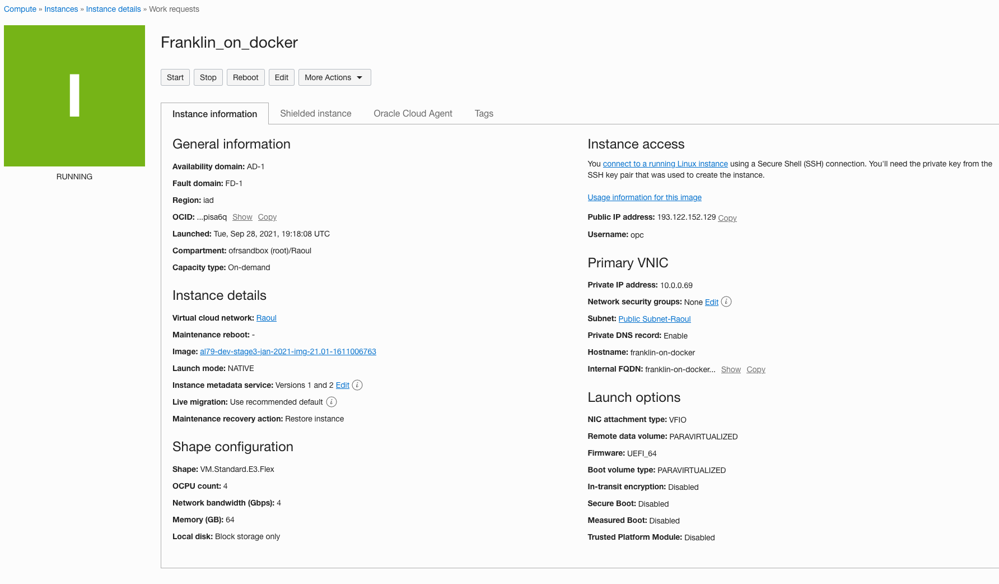 Compute » Instances » Instance details » Work requests
I
RUNNING
Franklin_on_docker
Start Stop Reboot Edit More Actions
Instance information Shielded instance Oracle Cloud Agent Tags
General information
Availability domain: AD-1
Fault domain: FD-1
Region: iad
OCID: ...pisa6q Show Copy
Launched: Tue, Sep 28, 2021, 19:18:08 UTC
Compartment: ofrsandbox (root)/Raoul
Capacity type: On-demand
Instance details
Virtual cloud network: Raoul
Maintenance reboot: -
Image: al79-dev-stage3-jan-2021-img-21.01-1611006763
Launch mode: NATIVE
Instance metadata service: Versions 1 and 2 Edit i
Live migration: Use recommended default i
Maintenance recovery action: Restore instance
Shape configuration
Shape: VM.Standard.E3.Flex
OCPU count: 4
Network bandwidth (Gbps): 4
Memory (GB): 64
Local disk: Block storage only
Instance access
You connect to a running Linux instance using a Secure Shell (SSH) connection. You'll need the private key from the
SSH key pair that was used to create the instance.
Usage information for this image
Public IP address: 193.122.152.129 Copy
Username: opc
Primary VNIC
Private IP address: 10.0.0.69
Network security groups: None Edit i
Subnet: Public Subnet-Raoul
Private DNS record: Enable
Hostname: franklin-on-docker
Internal FQDN: franklin-on-docker... Show Copy
Launch options
NIC attachment type: VFIO
Remote data volume: PARAVIRTUALIZED
Firmware: UEFI_64
Boot volume type: PARAVIRTUALIZED
In-transit encryption: Disabled
Secure Boot: Disabled
Measured Boot: Disabled
Trusted Platform Module: Disabled